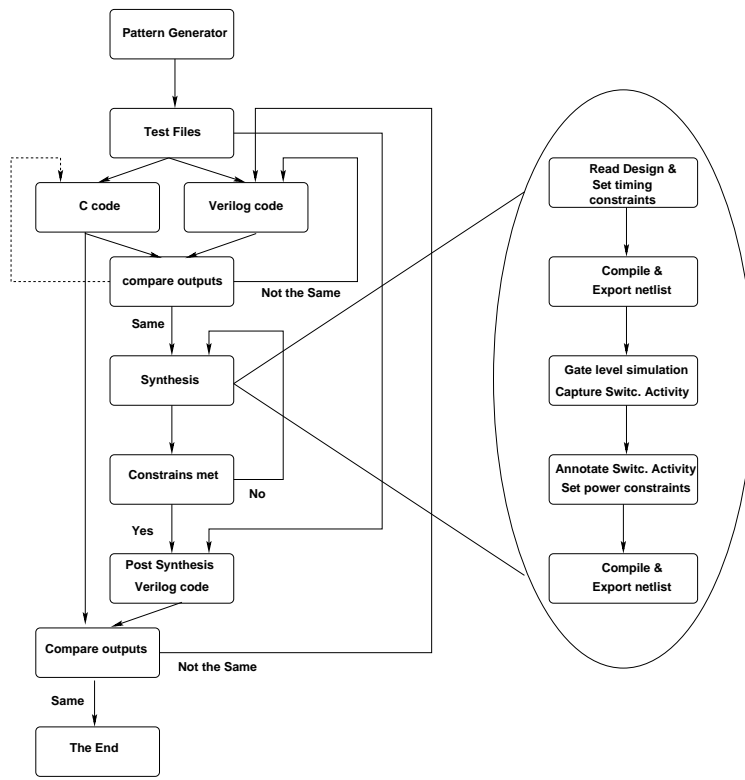 Pattern Generator
Test Files
C code
Verilog code
compare outputs
Not the Same
Same
Synthesis
Constrains met
No
Yes
Post Synthesis
Verilog code
Compare outputs
Not the Same
Same
The End
Read Design &
Set timing
constraints
Compile &
Export netlist
Gate level simulation
Capture Switc. Activity
Annotate Switc. Activity
Set power constraints
Compile &
Export netlist